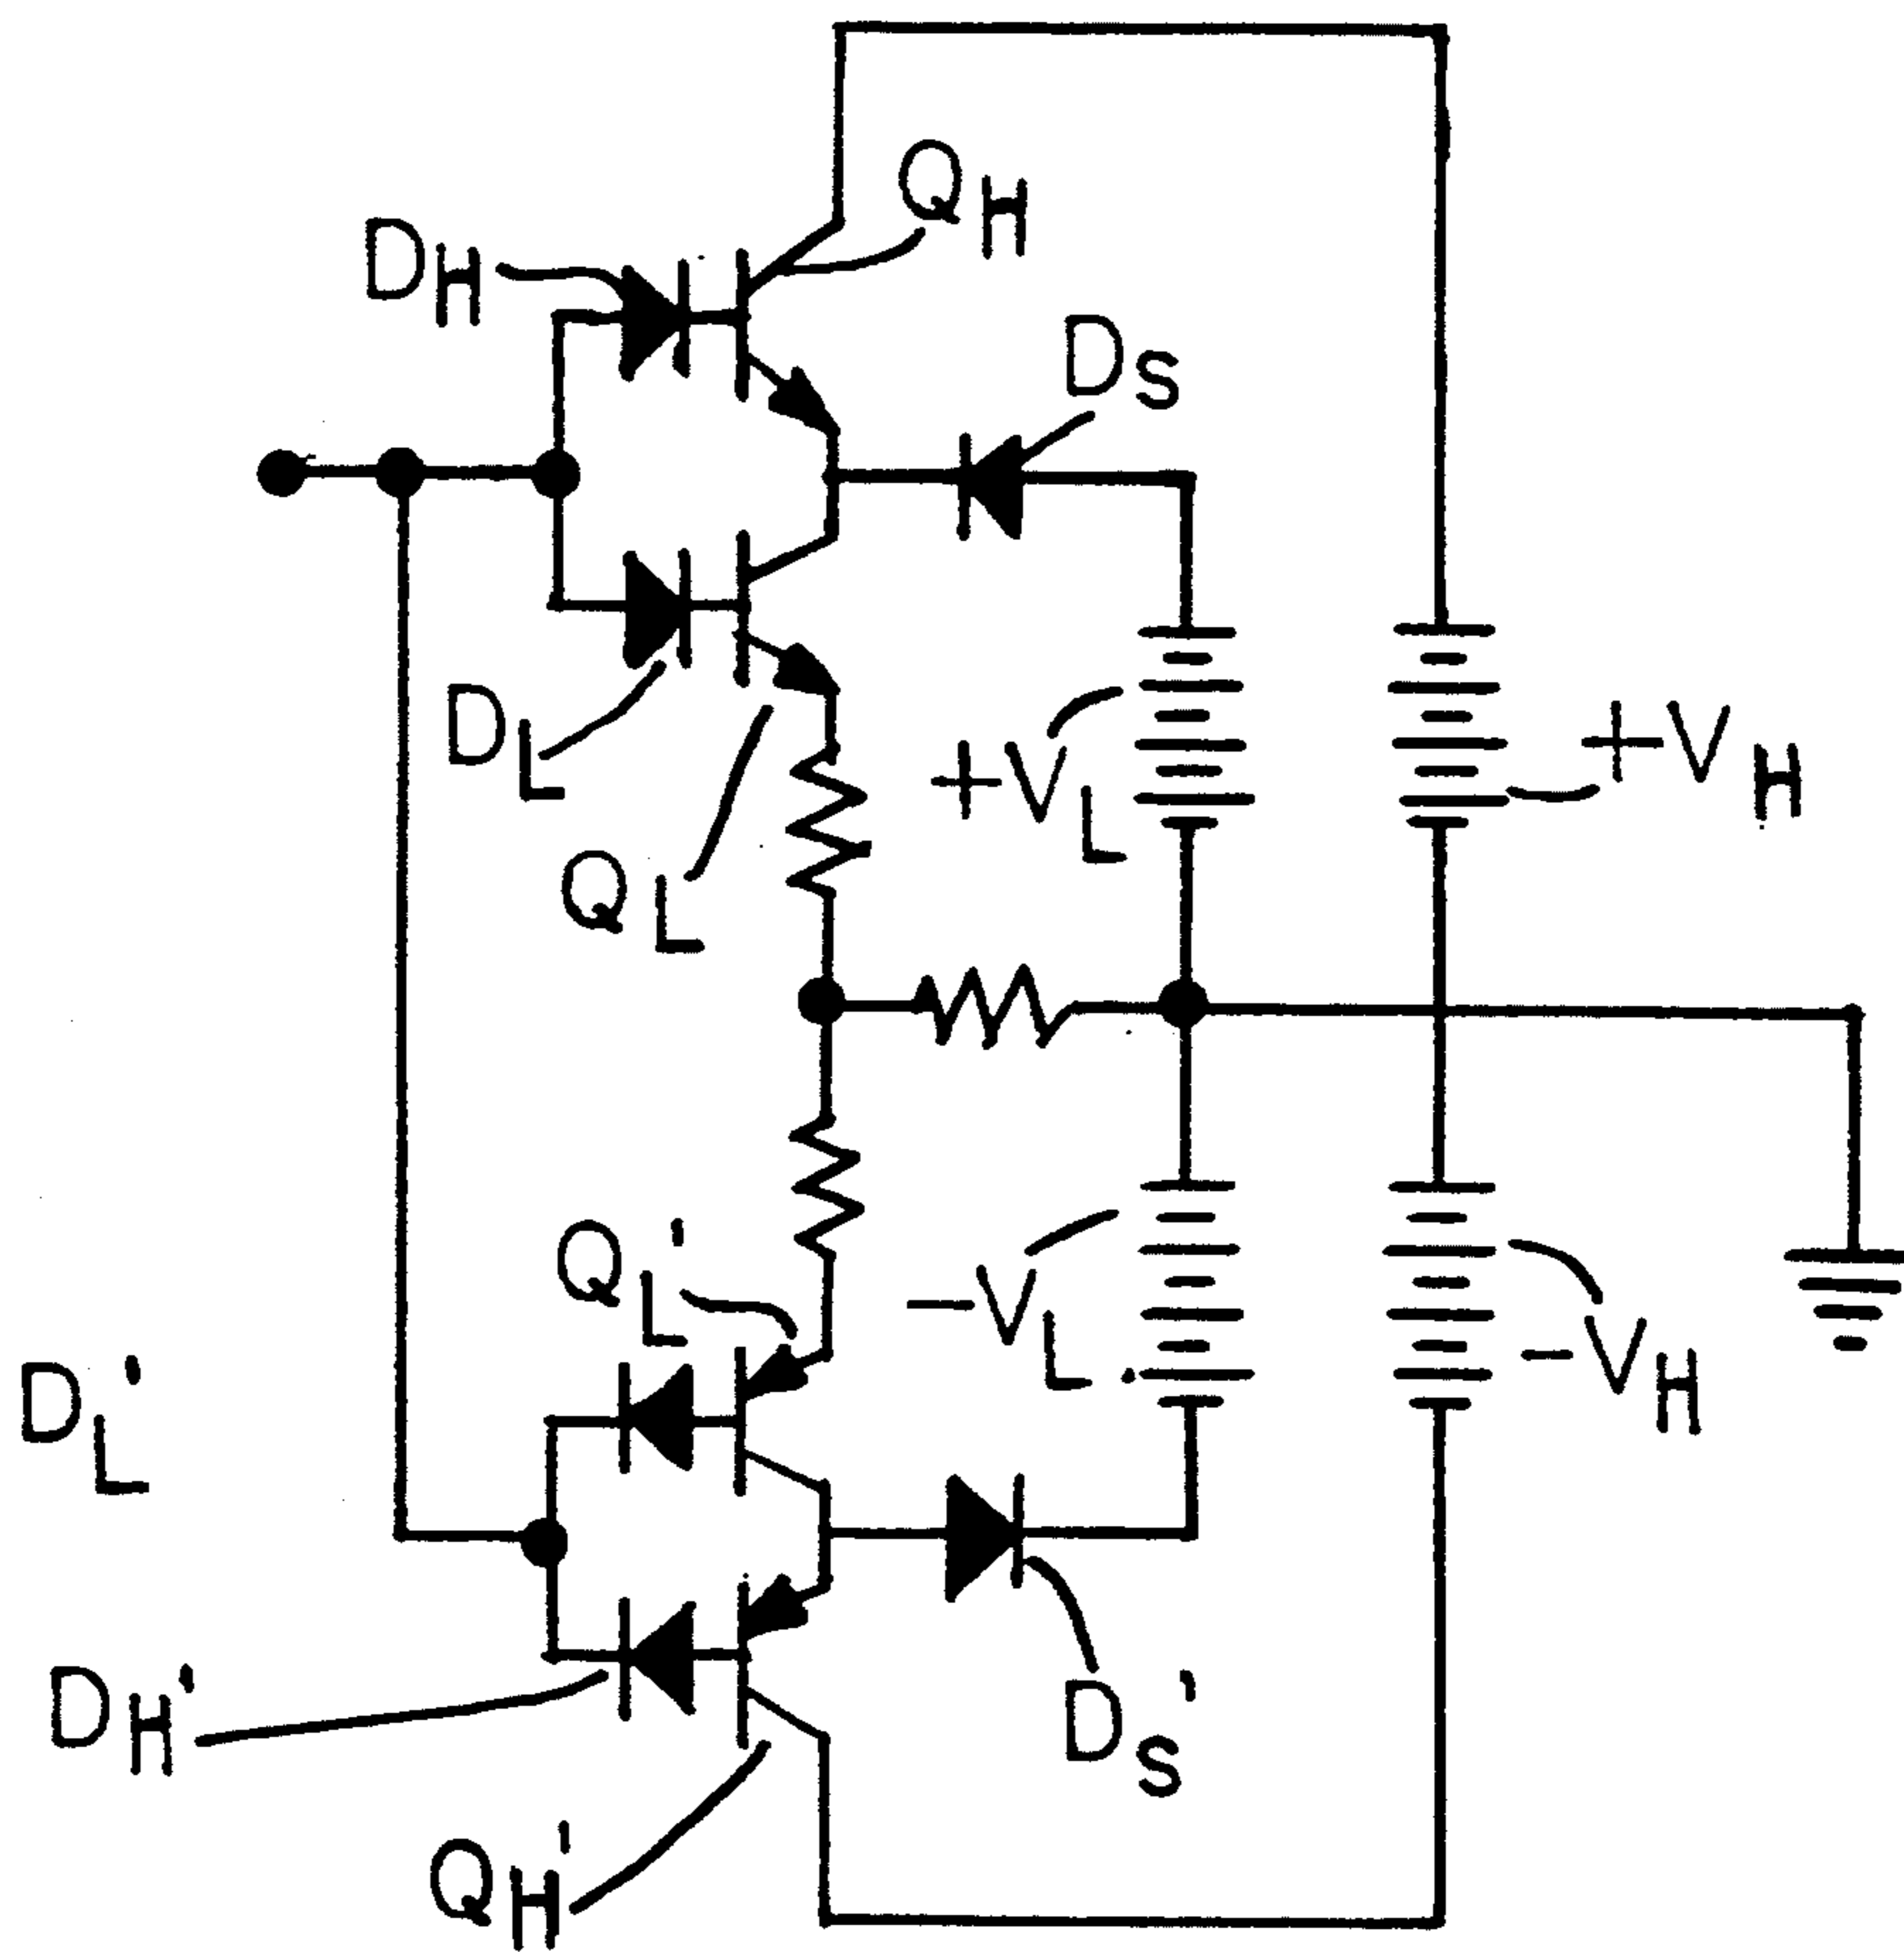 QH
DH
DS
DL
+VL
+VH
QL
QL'
-VL
-VH
DL'
DH'
DS'
QH'